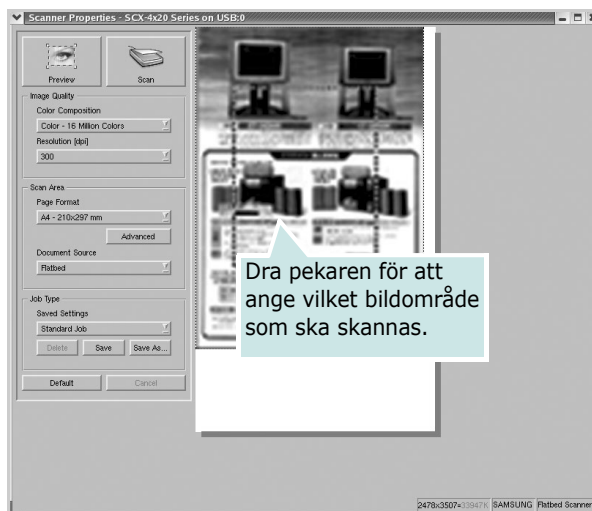 Scanner Properties - SCX-4x20 Series on USB:0
Preview
Scan
Image Quality
Color Composition
Color - 16 Million Colors
Resolution [dpi]
300
Scan Area
Page Format
A4 - 210x297 mm
Advanced
Document Source
Flatbed
Job Type
Saved Settings
Standard Job
Delete
Save
Save As...
Default
Cancel
Dra pekaren för att
ange vilket bildområde
som ska skannas.
2478x3507=33947K
SAMSUNG
Flatbed Scanner